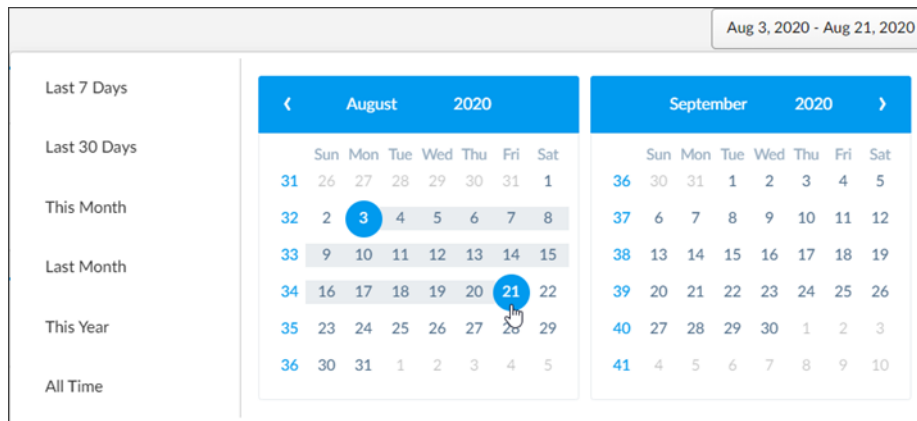 Aug 3, 2020 - Aug 21, 2020
Last 7 Days
Last 30 Days
This Month
Last Month
This Year
All Time
‹ August 2020
Sun Mon Tue Wed Thu Fri Sat
31 26 27 28 29 30 31 1
32 2 3 4 5 6 7 8
33 9 10 11 12 13 14 15
34 16 17 18 19 20 21 22
35 23 24 25 26 27 28 29
36 30 31 1 2 3 4 5
September 2020 ›
Sun Mon Tue Wed Thu Fri Sat
36 30 31 1 2 3 4 5
37 6 7 8 9 10 11 12
38 13 14 15 16 17 18 19
39 20 21 22 23 24 25 26
40 27 28 29 30 1 2 3
41 4 5 6 7 8 9 10